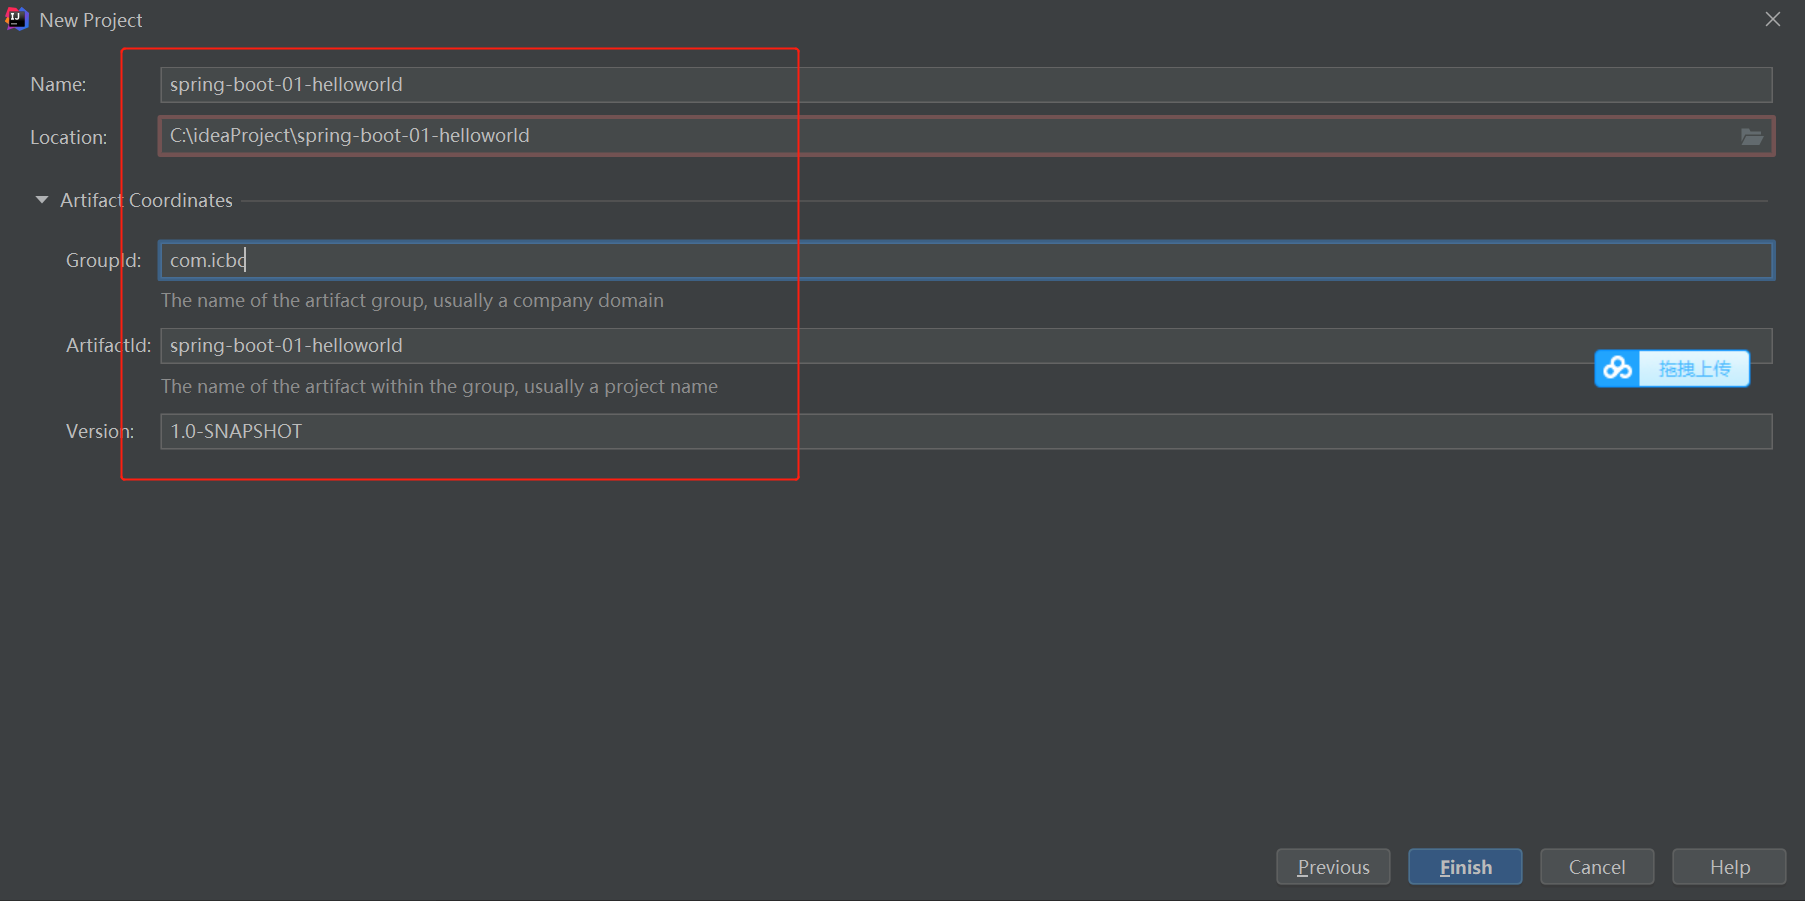 New Project
Name: spring-boot-01-helloworld
Location: C:\ideaProject\spring-boot-01-helloworld
Artifact Coordinates
GroupId: com.icbc
The name of the artifact group, usually a company domain
ArtifactId: spring-boot-01-helloworld
拖拽上传
The name of the artifact within the group, usually a project name
Version: 1.0-SNAPSHOT
Previous Finish Cancel Help